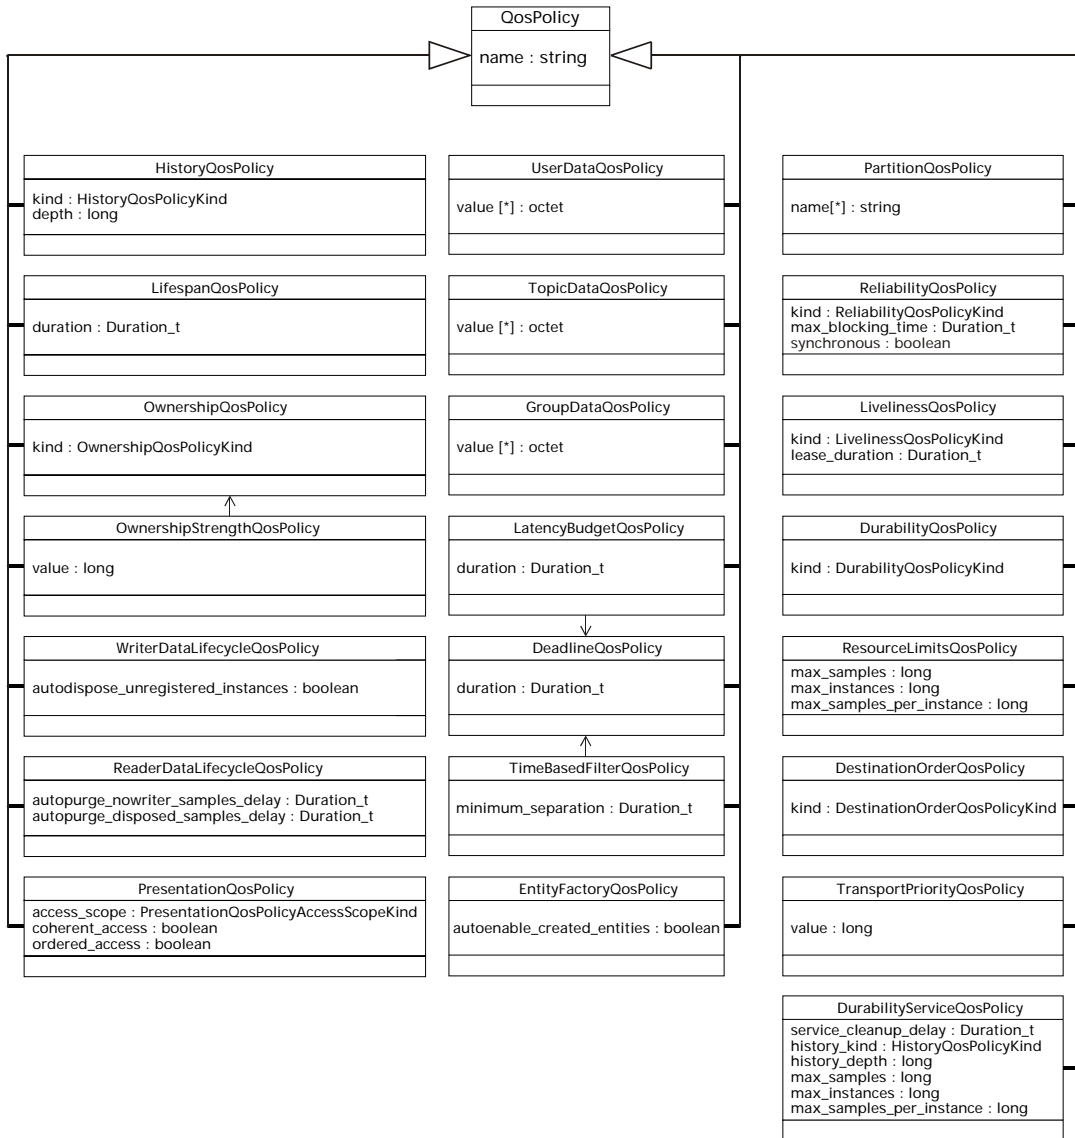 QosPolicy
name : string
HistoryQosPolicy
kind : HistoryQosPolicyKind
depth : long
UserDataQosPolicy
value [*] : octet
PartitionQosPolicy
name[*] : string
LifespanQosPolicy
duration : Duration_t
TopicDataQosPolicy
value [*] : octet
ReliabilityQosPolicy
kind : ReliabilityQosPolicyKind
max_blocking_time : Duration_t
synchronous : boolean
OwnershipQosPolicy
kind : OwnershipQosPolicyKind
GroupDataQosPolicy
value [*] : octet
LivelinessQosPolicy
kind : LivelinessQosPolicyKind
lease_duration : Duration_t
OwnershipStrengthQosPolicy
value : long
LatencyBudgetQosPolicy
duration : Duration_t
DurabilityQosPolicy
kind : DurabilityQosPolicyKind
WriterDataLifecycleQosPolicy
autodispose_unregistered_instances : boolean
DeadlineQosPolicy
duration : Duration_t
ResourceLimitsQosPolicy
max_samples : long
max_instances : long
max_samples_per_instance : long
ReaderDataLifecycleQosPolicy
autopurge_nowriter_samples_delay : Duration_t
autopurge_disposed_samples_delay : Duration_t
TimeBasedFilterQosPolicy
minimum_separation : Duration_t
DestinationOrderQosPolicy
kind : DestinationOrderQosPolicyKind
PresentationQosPolicy
access_scope : PresentationQosPolicyAccessScopeKind
coherent_access : boolean
ordered_access : boolean
EntityFactoryQosPolicy
autoenable_created_entities : boolean
TransportPriorityQosPolicy
value : long
DurabilityServiceQosPolicy
service_cleanup_delay : Duration_t
history_kind : HistoryQosPolicyKind
history_depth : long
max_samples : long
max_instances : long
max_samples_per_instance : long